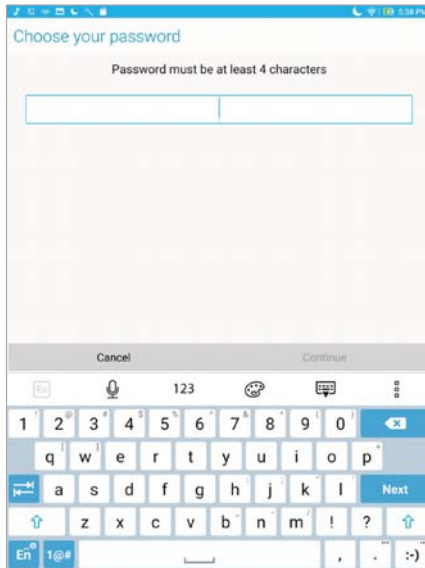 5:38 PM
Choose your password
Password must be at least 4 characters
Cancel Continue
En 123
1 ! 2 @ 3 # 4 $ 5 % 6 ^ 7 & 8 * 9 ( 0 )
q w e r t y u i o p
a s d f g h j k l Next
z x c v b n m ! ?
En 1@# , . :-)